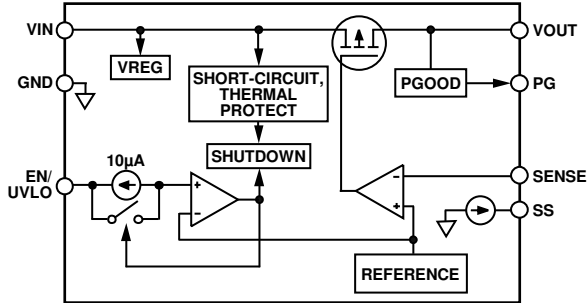 VIN
VOUT
VREG
GND
SHORT-CIRCUIT,
THERMAL
PROTECT
PGOOD
PG
SHUTDOWN
EN/
UVLO
10µA
+
−
−
+
SENSE
SS
REFERENCE